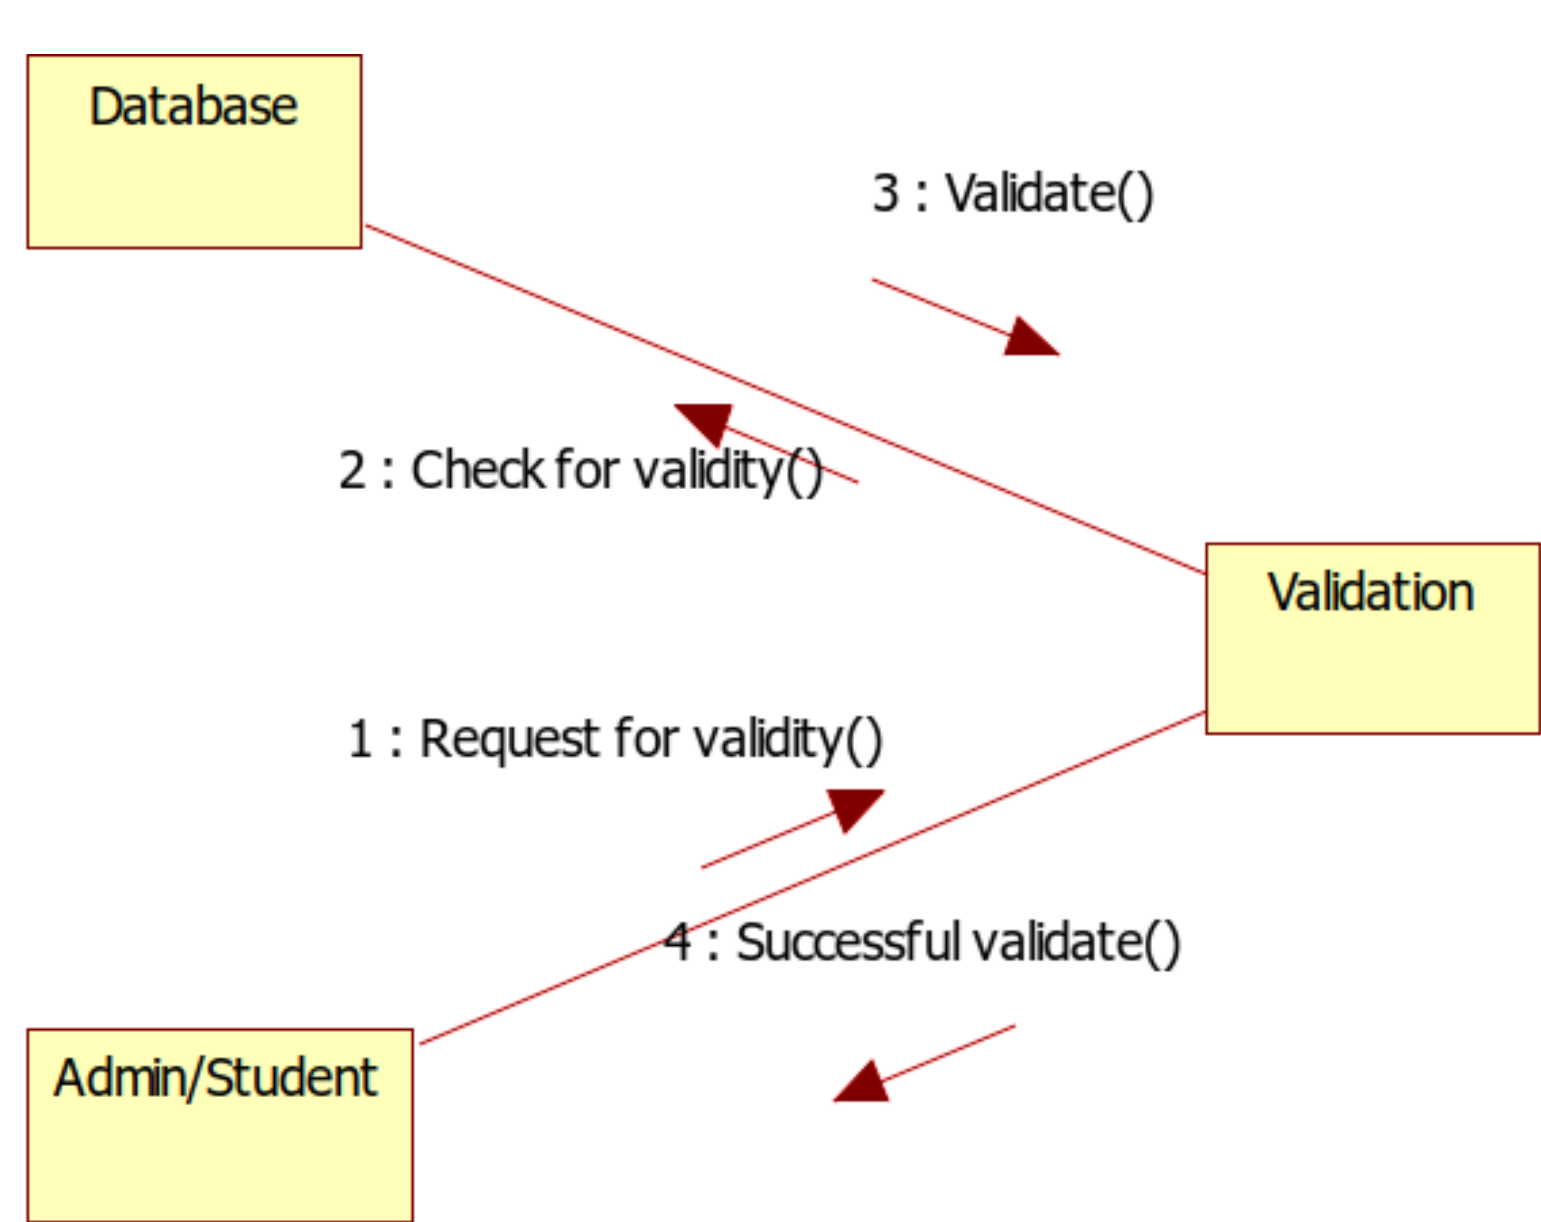 Database
3 : Validate()
2 : Check for validity()
Validation
1 : Request for validity()
4 : Successful validate()
Admin/Student